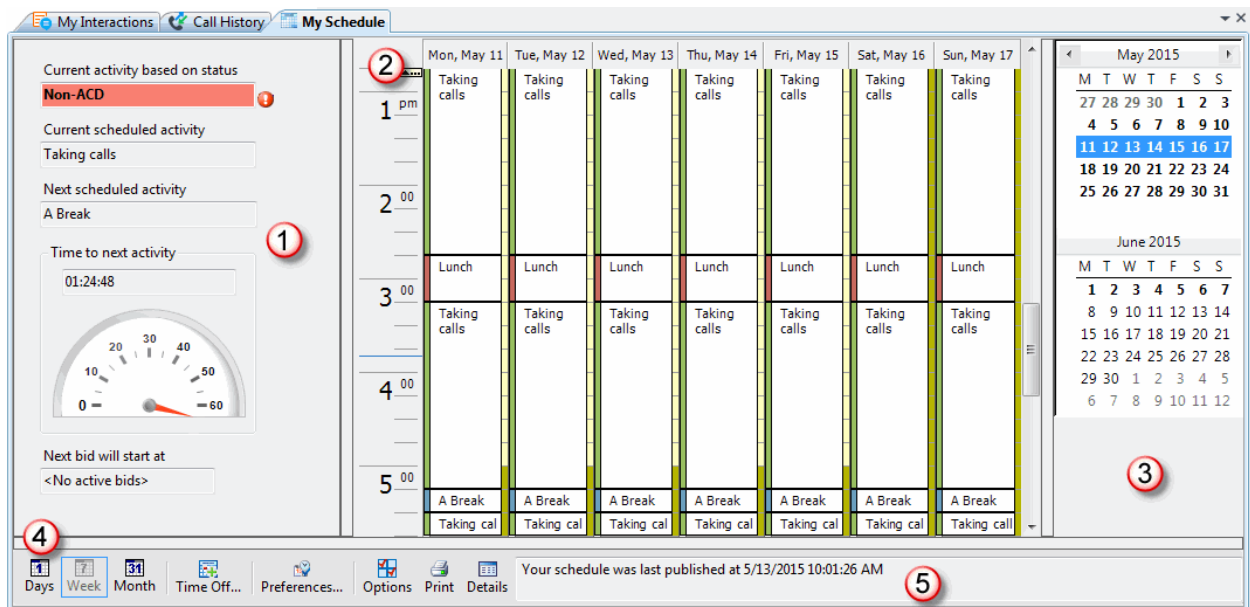 My Interactions
Call History
My Schedule
Current activity based on status
Non-ACD
Current scheduled activity
Taking calls
Next scheduled activity
A Break
1
Time to next activity
01:24:48
0 10 20 30 40 50 60
Next bid will start at
<No active bids>
2
Mon, May 11 Tue, May 12 Wed, May 13 Thu, May 14 Fri, May 15 Sat, May 16 Sun, May 17
Taking Taking Taking Taking Taking Taking Taking
calls calls calls calls calls calls calls
1 pm
2 00
Lunch Lunch Lunch Lunch Lunch Lunch Lunch
3 00
Taking Taking Taking Taking Taking Taking Taking
calls calls calls calls calls calls calls
4 00
5 00
A Break A Break A Break A Break A Break A Break A Break
Taking cal Taking cal Taking cal Taking cal Taking cal Taking cal Taking call
May 2015
M T W T F S S
27 28 29 30 1 2 3
4 5 6 7 8 9 10
11 12 13 14 15 16 17
18 19 20 21 22 23 24
25 26 27 28 29 30 31
June 2015
M T W T F S S
1 2 3 4 5 6 7
8 9 10 11 12 13 14
15 16 17 18 19 20 21
22 23 24 25 26 27 28
29 30 1 2 3 4 5
6 7 8 9 10 11 12
3
4
1 7 31
Days Week Month Time Off... Preferences... Options Print Details
Your schedule was last published at 5/13/2015 10:01:26 AM
5